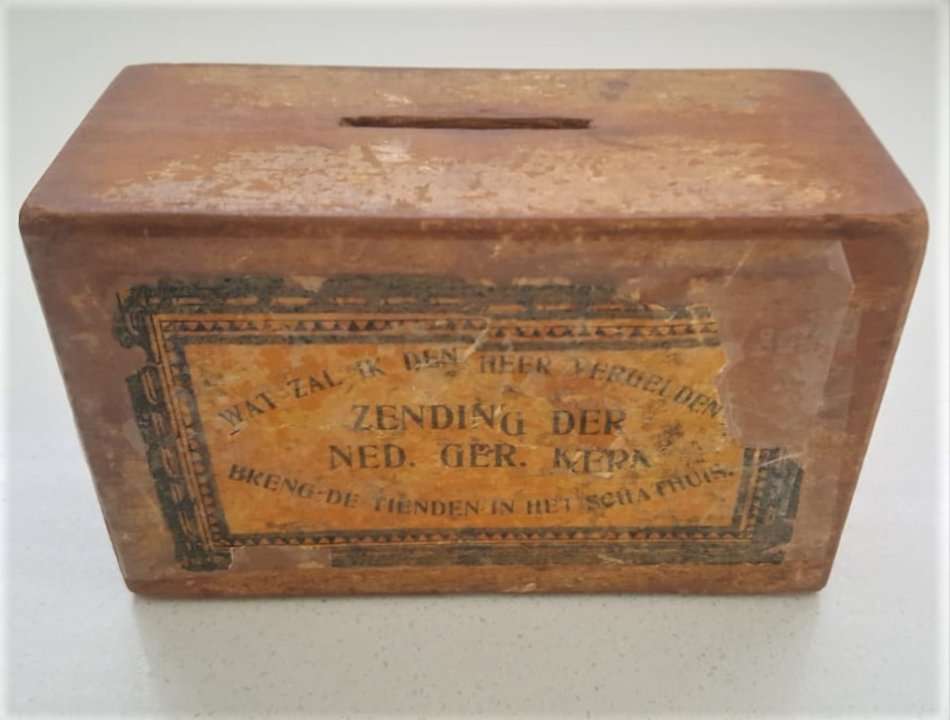 WAT ZAL IK DEN HEER VERGELDEN
ZENDING DER
NED. GER. KERK
BRENG DE TIENDEN IN HET SCHATHUIS.